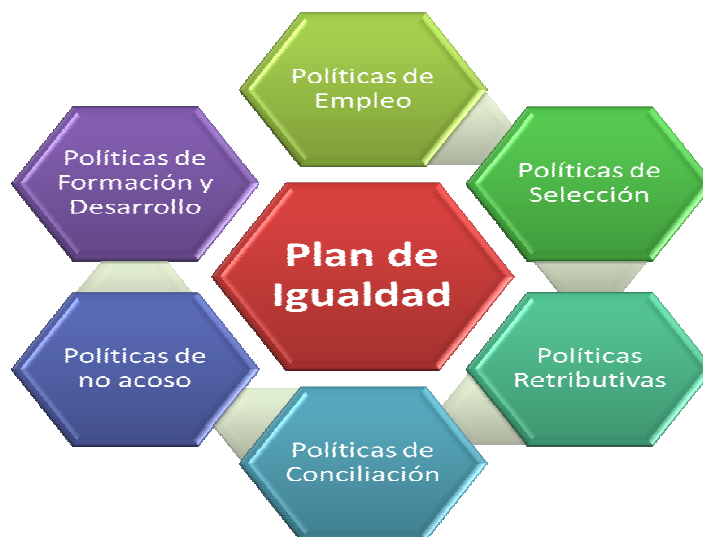 Políticas de
Empleo
Políticas de
Selección
Políticas
Retributivas
Políticas de
Conciliación
Políticas de
no acoso
Políticas de
Formación y
Desarrollo
Plan de
Igualdad